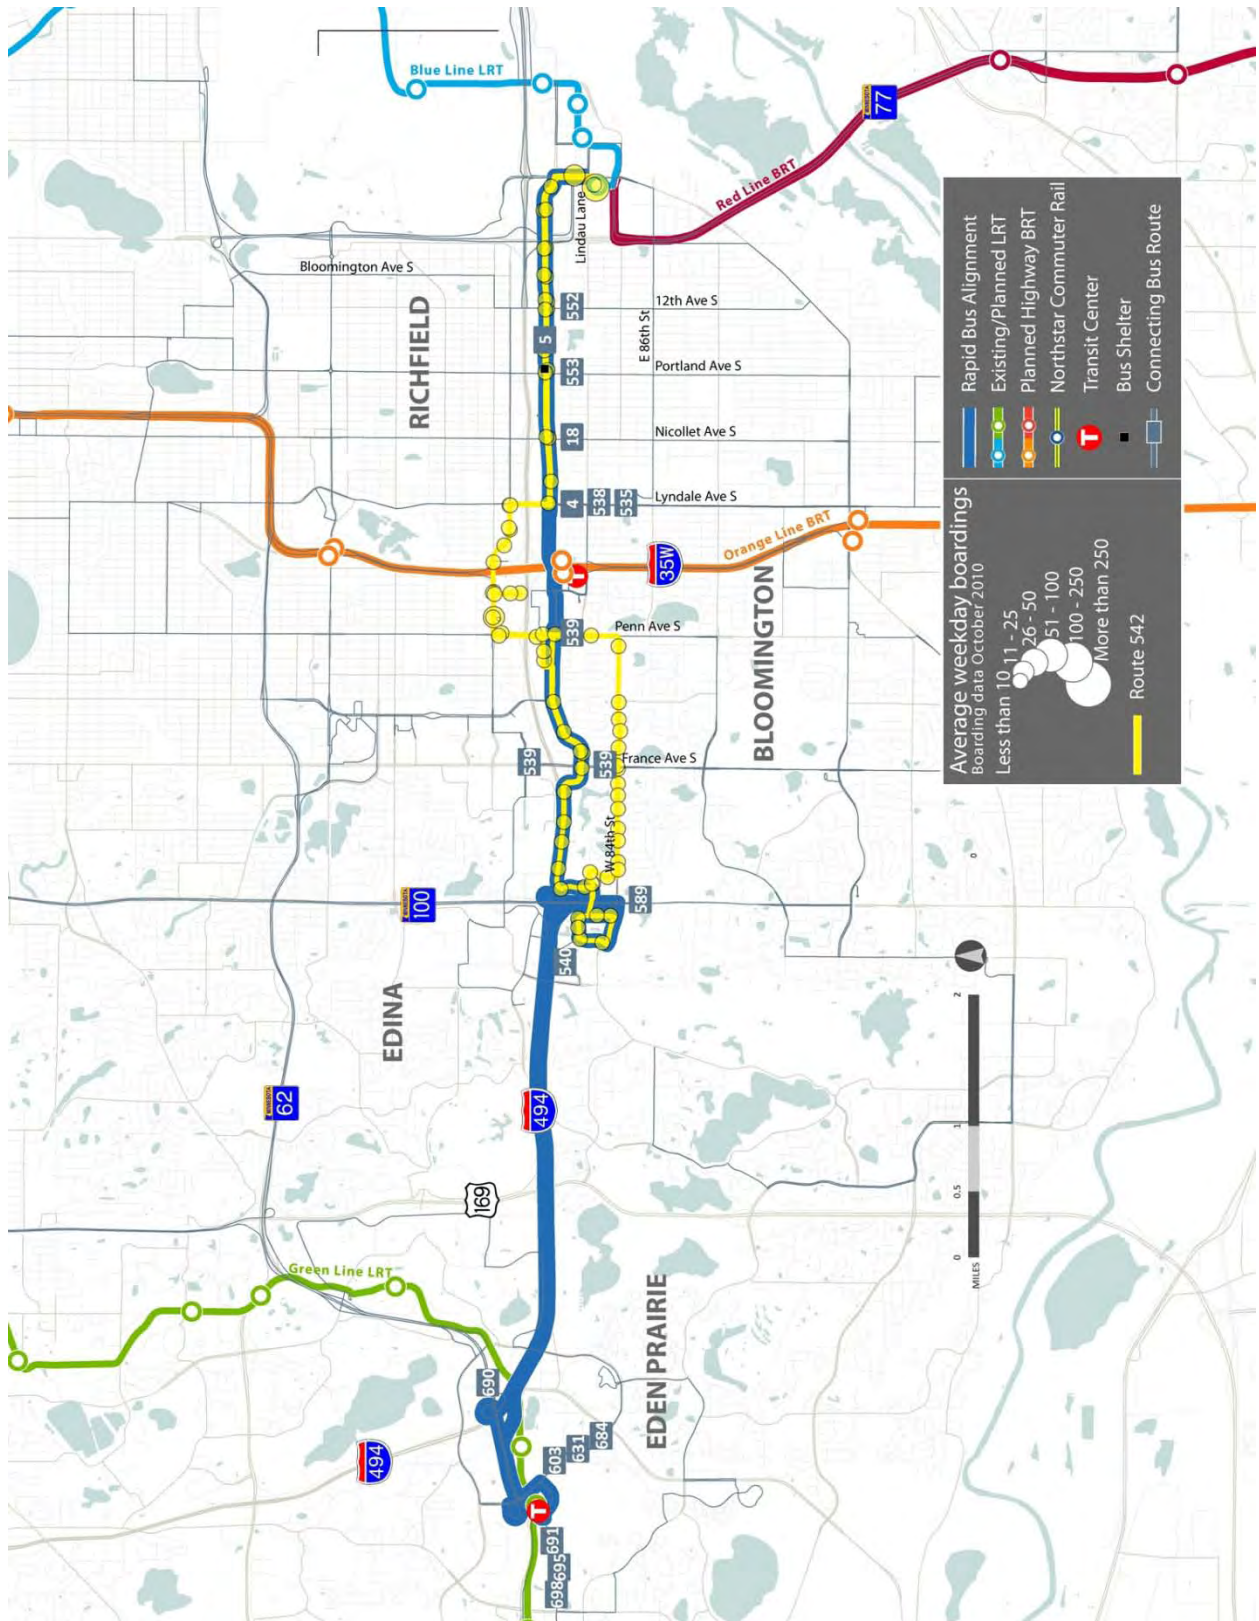 Blue Line LRT
Red Line BRT
MINNESOTA
77
Bloomington Ave S
Lindau Lane
RICHFIELD
552
12th Ave S
5
E 86th St
553
Portland Ave S
18
Nicollet Ave S
4
538
535
Lyndale Ave S
Orange Line BRT
35W
T
539
Penn Ave S
BLOOMINGTON
539
539
France Ave S
W 84th St
MINNESOTA
100
589
540
EDINA
MINNESOTA
62
494
169
Green Line LRT
690
EDEN PRAIRIE
494
603
631
684
T
691
695
698
Average weekday boardings
Boarding data October 2010
Less than 10
11 - 25
26 - 50
51 - 100
100 - 250
More than 250
Route 542
Rapid Bus Alignment
Existing/Planned LRT
Planned Highway BRT
Northstar Commuter Rail
T
Transit Center
Bus Shelter
Connecting Bus Route
0
0 0.5 1 2
MILES